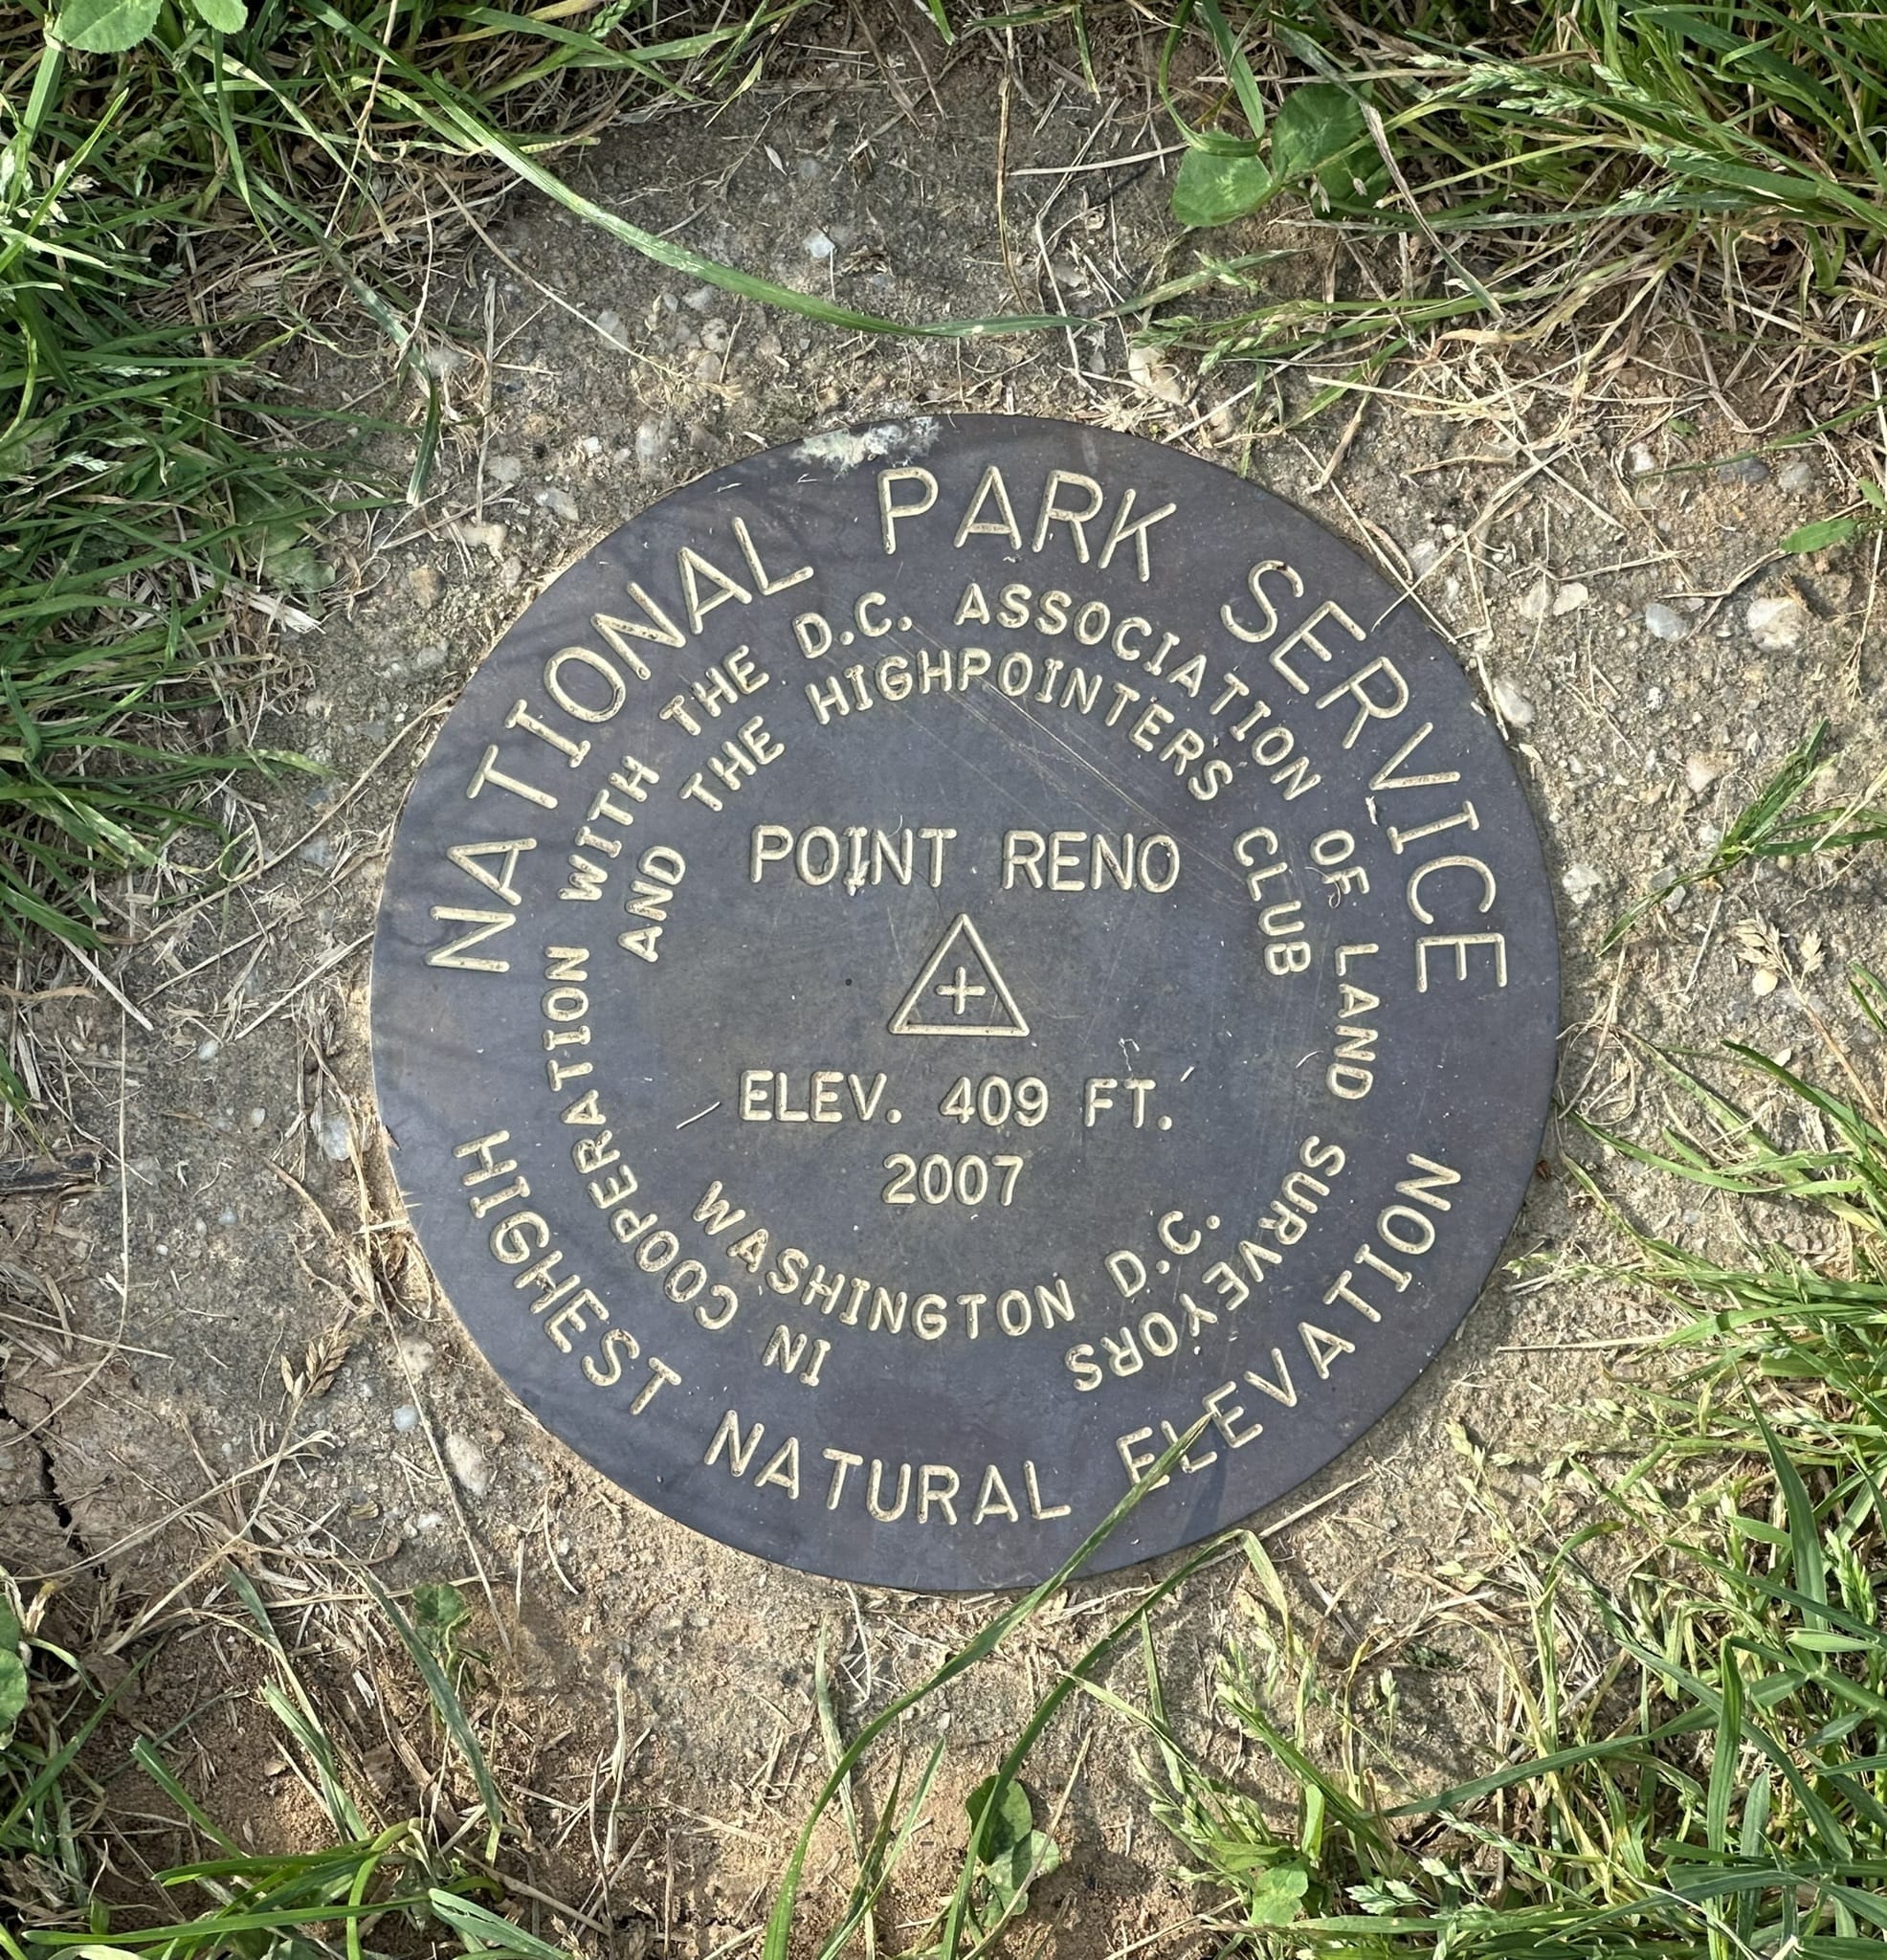 NATIONAL PARK SERVICE
IN COOPERATION WITH THE D.C. ASSOCIATION OF LAND SURVEYORS
AND THE HIGHPOINTERS CLUB
POINT RENO
ELEV. 409 FT.
2007
WASHINGTON D.C.
HIGHEST NATURAL ELEVATION